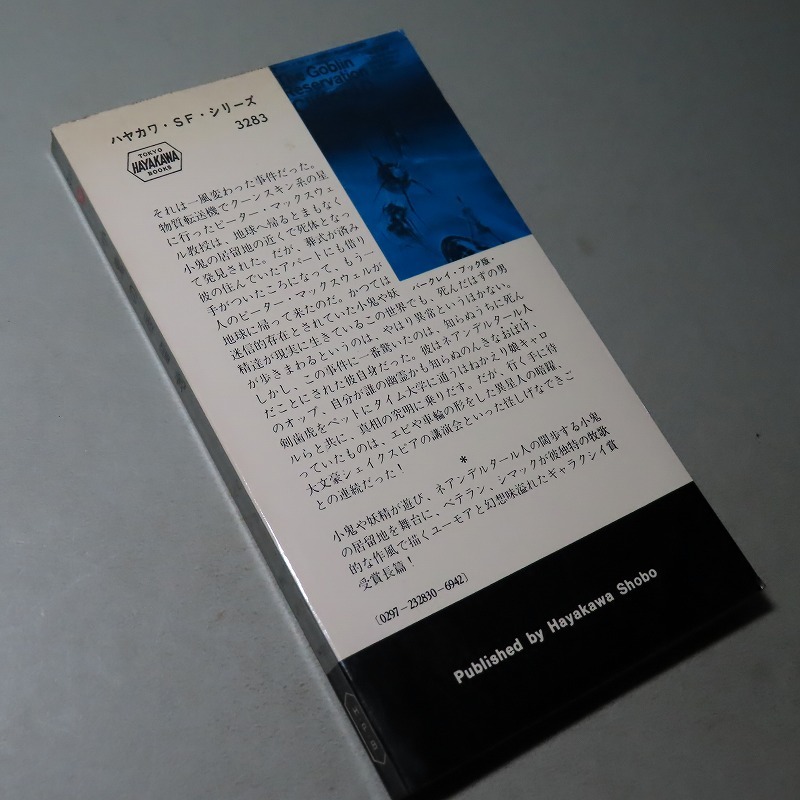 ハヤカワ・SF・シリーズ
3283
TOKYO
HAYAKAWA
BOOKS
Goblin
Reservation
バークレイ・ブック版・
それは一風変わった事件だった。
物質転送機でクーンスキン系の星
に行ったピーター・マックスウェ
ル教授は、地球へ帰るとまもなく
小鬼の居留地の近くで死体となっ
て発見された。だが、葬式が済み
彼の住んでいたアパートにも借り
手がついたころになって、もう一
人のピーター・マックスウェルが
地球に帰って来たのだ。かつては
迷信的存在とされていた小鬼や妖
精達が現実に生きているこの世界でも、死んだはずの男
が歩きまわるというのは、やはり異常というほかない。
しかし、この事件に一番驚いたのは、知らぬうちに死ん
だことにされた彼自身だった。彼はネアンデルタール人
のオップ、自分が誰の幽霊かも知らぬのんきなおばけ、
剣歯虎をペットにタイム大学に通うはねかえり娘キャロ
ルらと共に、真相の究明に乗りだす。だが、行く手に待
っていたものは、エビや車輪の形をした異星人の暗躍、
大文豪シェイクスピアの講演会といった怪しげなできご
との連続だった！
*
小鬼や妖精が遊び、ネアンデルタール人の闊歩する小鬼
の居留地を舞台に、ベテラン、シマックが彼独特の牧歌
的な作風で描くユーモアと幻想味溢れたギャラクシイ賞
受賞長篇！
〔0297－232830－6942〕
Published by Hayakawa Shobo